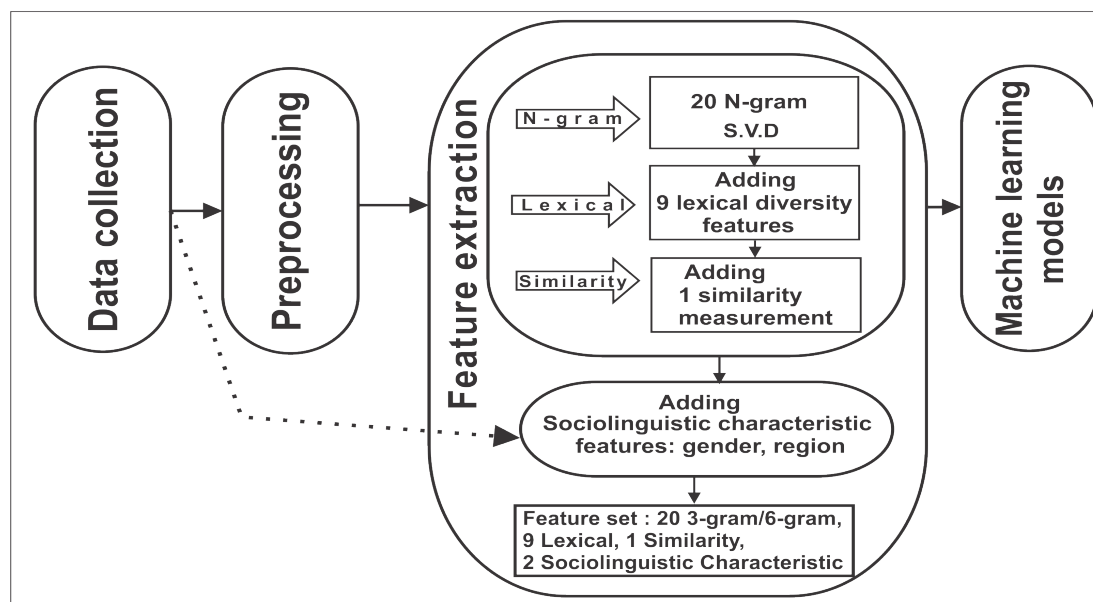 Data collection
Preprocessing
Feature extraction
N-gram
20 N-gram
S.V.D
Lexical
Adding
9 lexical diversity
features
Similarity
Adding
1 similarity
measurement
Adding
Sociolinguistic characteristic
features: gender, region
Feature set : 20 3-gram/6-gram,
9 Lexical, 1 Similarity,
2 Sociolinguistic Characteristic
Machine learning
models